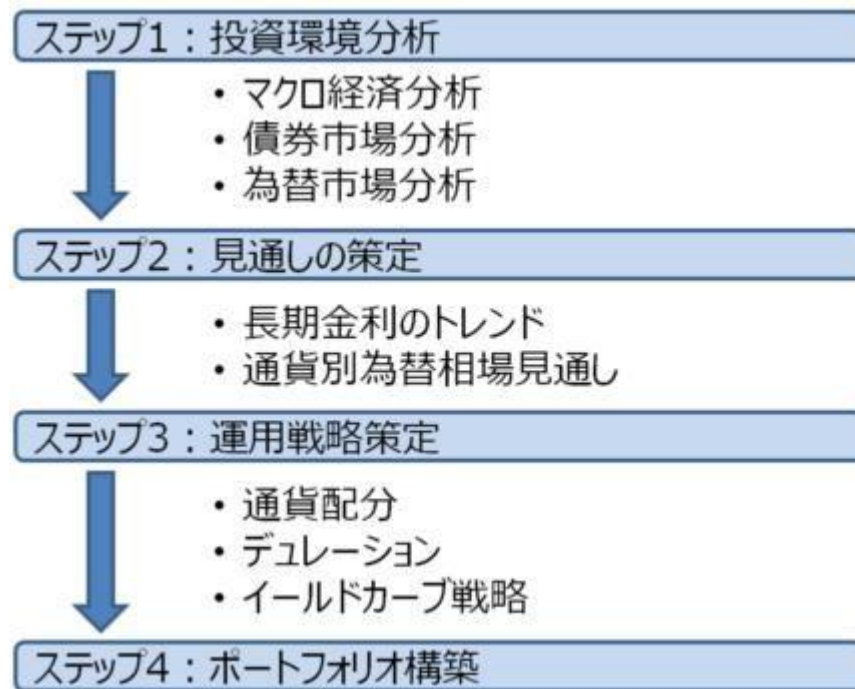 ステップ1：投資環境分析
・マクロ経済分析
・債券市場分析
・為替市場分析
ステップ2：見通しの策定
・長期金利のトレンド
・通貨別為替相場見通し
ステップ3：運用戦略策定
・通貨配分
・デュレーション
・イールドカーブ戦略
ステップ4：ポートフォリオ構築